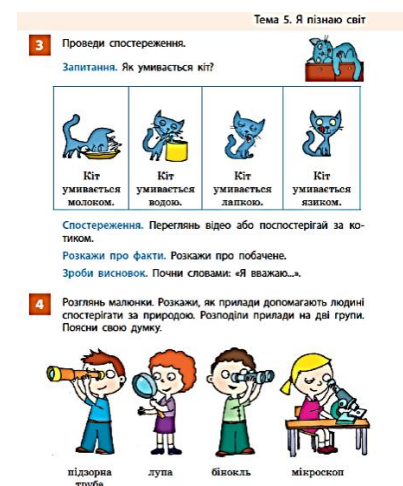 Тема 5. Я пізнаю світ
3 Проведи спостереження.
Запитання. Як умивається кіт?
Кіт умивається молоком.
Кіт умивається водою.
Кіт умивається лапкою.
Кіт умивається язиком.
Спостереження. Переглянь відео або поспостерігай за ко-
тиком.
Розкажи про факти. Розкажи про побачене.
Зроби висновок. Почни словами: «Я вважаю...».
4 Розглянь малюнки. Розкажи, як прилади допомагають людині
спостерігати за природою. Розподіли прилади на дві групи.
Поясни свою думку.
підзорна труба
лупа
бінокль
мікроскоп